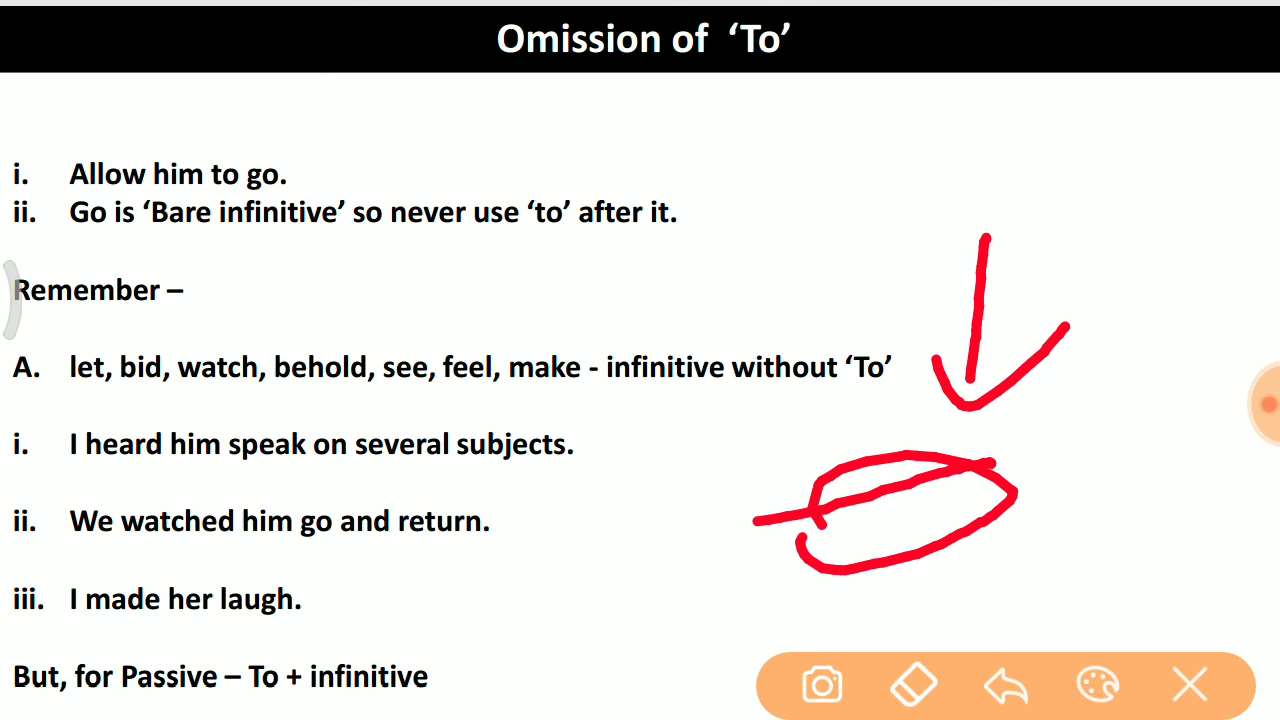 Omission of ‘To’
i. Allow him to go.
ii. Go is ‘Bare infinitive’ so never use ‘to’ after it.
Remember –
A. let, bid, watch, behold, see, feel, make - infinitive without ‘To’
i. I heard him speak on several subjects.
ii. We watched him go and return.
iii. I made her laugh.
But, for Passive – To + infinitive